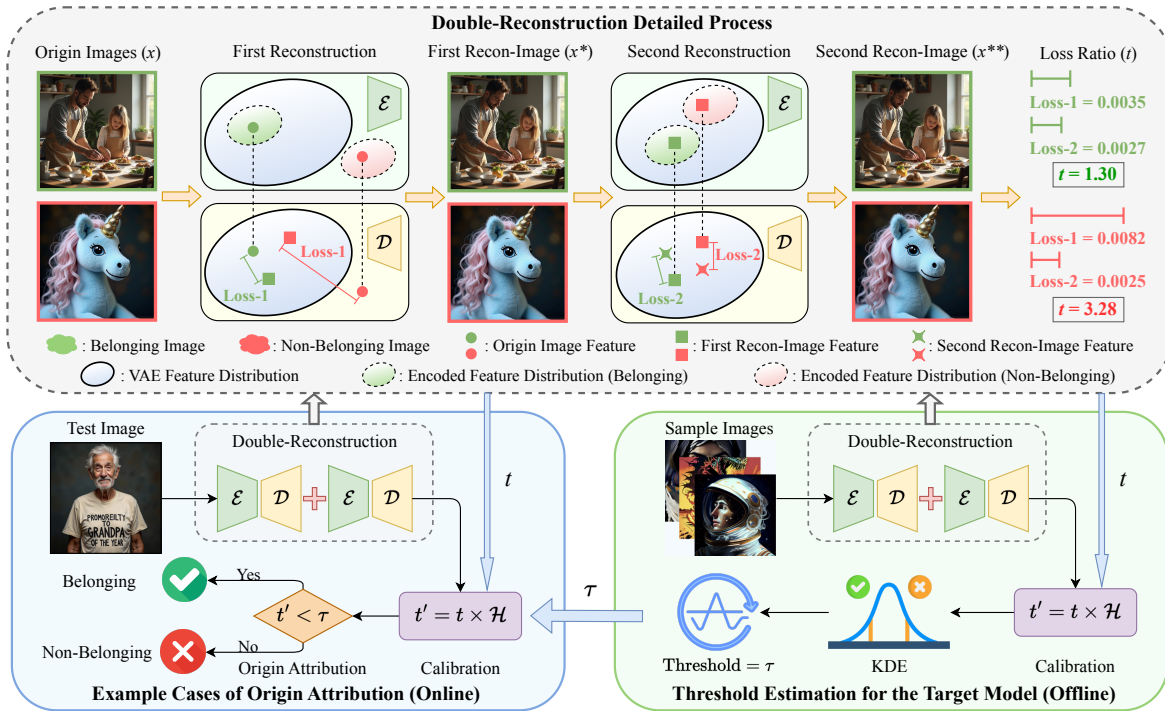 Double-Reconstruction Detailed Process
Origin Images (x)
First Reconstruction
First Recon-Image (x*)
Second Reconstruction
Second Recon-Image (x**)
Loss Ratio (t)
ℰ
𝒟
Loss-1
Loss-1
ℰ
𝒟
Loss-2
Loss-2
Loss-1 = 0.0035
Loss-2 = 0.0027
t = 1.30
Loss-1 = 0.0082
Loss-2 = 0.0025
t = 3.28
: Belonging Image
: Non-Belonging Image
: Origin Image Feature
: First Recon-Image Feature
: Second Recon-Image Feature
: VAE Feature Distribution
: Encoded Feature Distribution (Belonging)
: Encoded Feature Distribution (Non-Belonging)
Test Image
PROMOREILTY
TO
GRANDPA
OF THE YEAR
Double-Reconstruction
ℰ 𝒟 + ℰ 𝒟
t
Belonging
Yes
t′ < τ
t′ = t × ℋ
Non-Belonging
No
Origin Attribution
Calibration
Example Cases of Origin Attribution (Online)
τ
Sample Images
Double-Reconstruction
ℰ 𝒟 + ℰ 𝒟
t
t′ = t × ℋ
Threshold = τ
KDE
Calibration
Threshold Estimation for the Target Model (Offline)